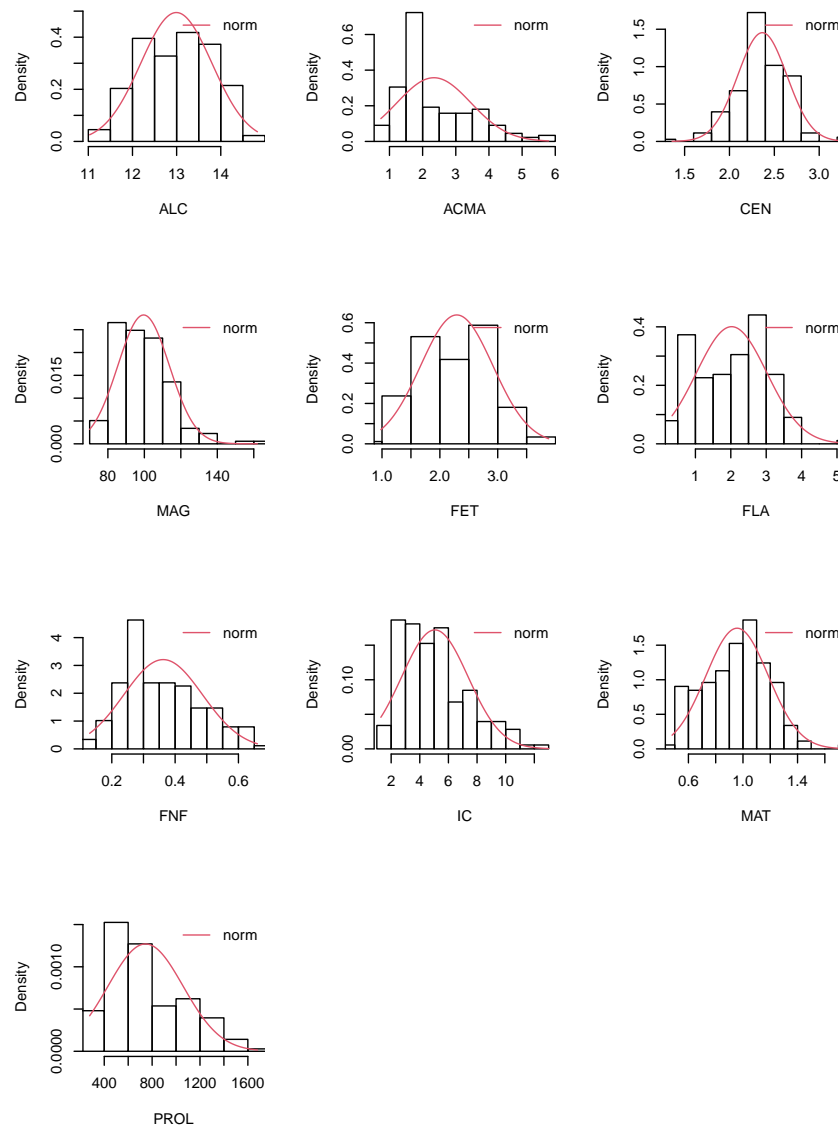 norm
Density
0.0 0.2 0.4
11 12 13 14
ALC
norm
Density
0.0 0.2 0.4 0.6
1 2 3 4 5 6
ACMA
norm
Density
0.0 0.5 1.0 1.5
1.5 2.0 2.5 3.0
CEN
norm
Density
0.000 0.015
80 100 140
MAG
norm
Density
0.0 0.2 0.4 0.6
1.0 2.0 3.0
FET
norm
Density
0.0 0.2 0.4
1 2 3 4 5
FLA
norm
Density
0 1 2 3 4
0.2 0.4 0.6
FNF
norm
Density
0.00 0.10
2 4 6 8 10
IC
norm
Density
0.0 0.5 1.0 1.5
0.6 1.0 1.4
MAT
norm
Density
0.0000 0.0010
400 800 1200 1600
PROL